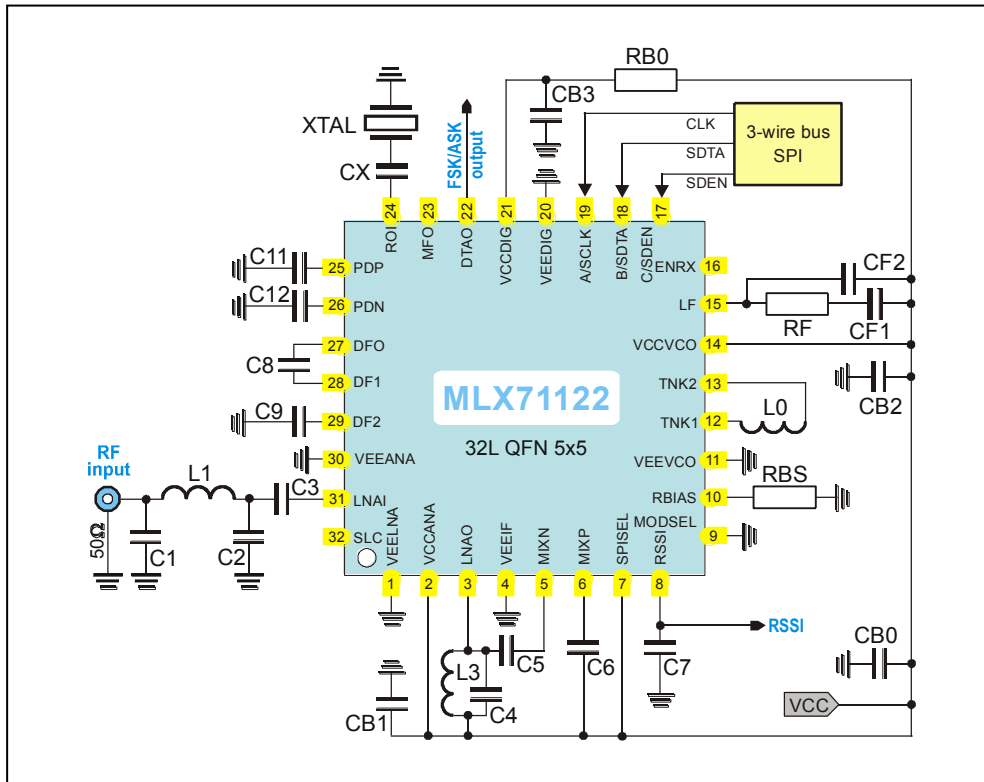 RB0
CB3
XTAL
CX
FSK/ASK
output
CLK
SDTA
SDEN
3-wire bus
SPI
24
23
22
21
20
19
18
17
ROI
MFO
DTAO
VCCDIG
VEEDIG
A/SCLK
B/SDTA
C/SDEN
C11
25
PDP
ENRX
16
CF2
C12
26
PDN
LF
15
RF
CF1
27
DFO
VCCVCO
14
C8
28
DF1
TNK2
13
CB2
MLX71122
L0
C9
29
DF2
TNK1
12
32L QFN 5x5
30
VEEANA
VEEVCO
11
RF
input
L1
C3
31
LNAI
RBIAS
10
RBS
50Ω
C1
C2
32
SLC
MODSEL
9
VEELNA
VCCANA
LNAO
VEEIF
MIXN
MIXP
SPISEL
RSSI
1
2
3
4
5
6
7
8
RSSI
L3
C5
C6
C7
CB0
C4
CB1
VCC